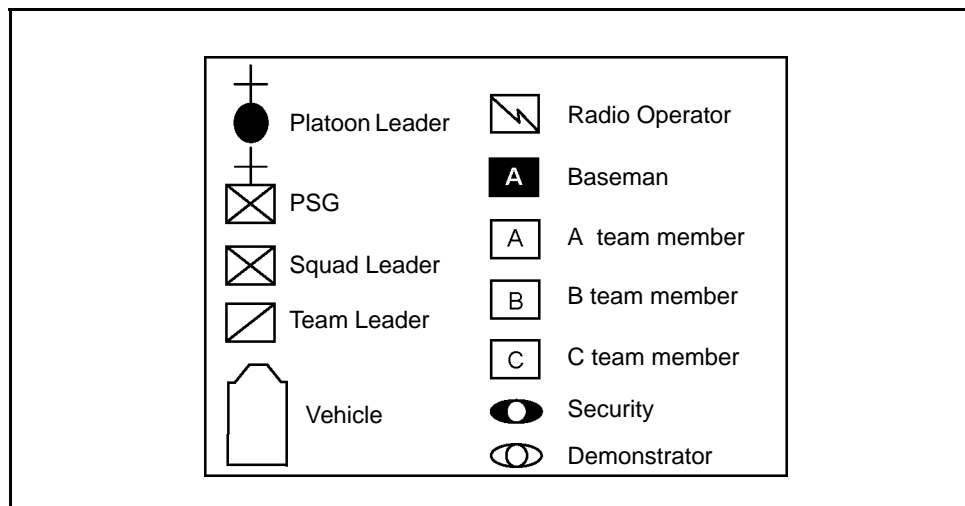 Platoon Leader
PSG
Squad Leader
Team Leader
Vehicle
Radio Operator
A Baseman
A A team member
B B team member
C C team member
Security
Demonstrator